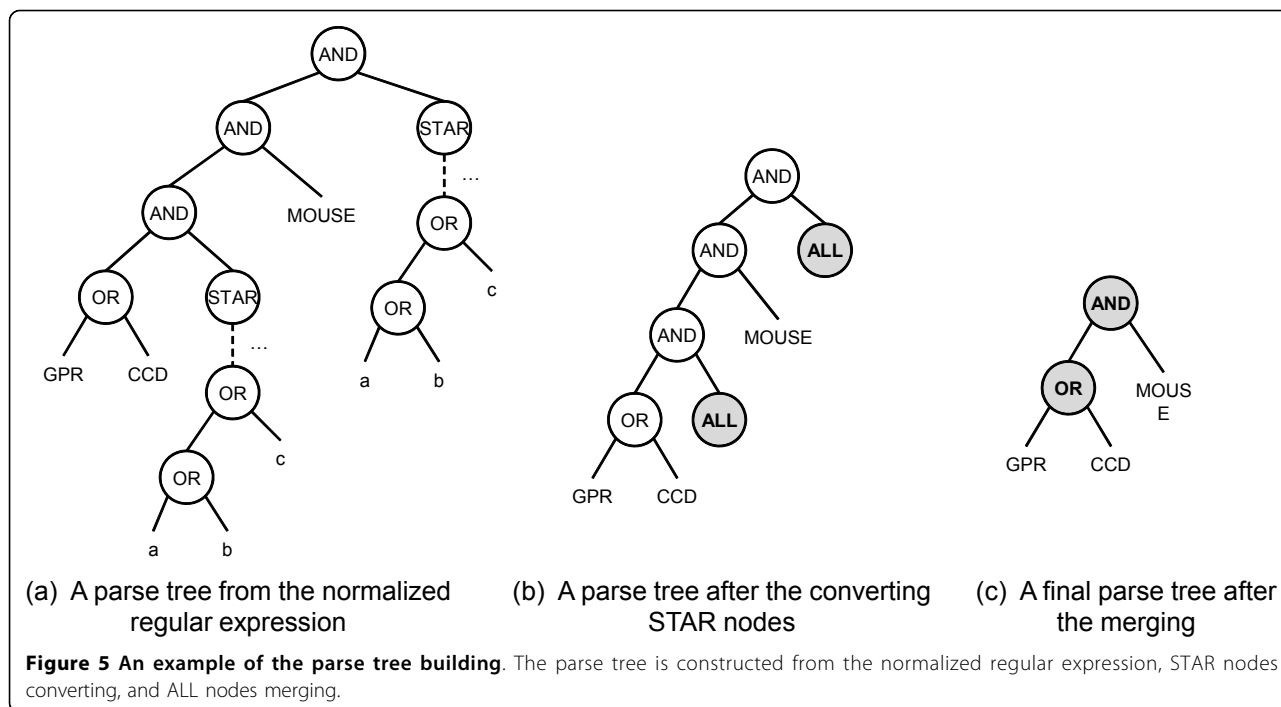 AND
AND
STAR
...
AND
MOUSE
OR
OR
STAR
c
OR
...
GPR
CCD
a
b
OR
c
OR
a
b
AND
AND
ALL
AND
MOUSE
OR
ALL
GPR
CCD
AND
OR
MOUS
E
GPR
CCD
(a) A parse tree from the normalized
regular expression
(b) A parse tree after the converting
STAR nodes
(c) A final parse tree after
the merging
Figure 5 An example of the parse tree building. The parse tree is constructed from the normalized regular expression, STAR nodes
converting, and ALL nodes merging.